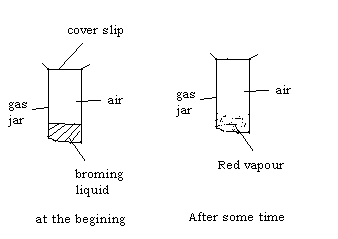 cover slip
gas
jar
air
broming
liquid
at the begining
gas
jar
air
Red vapour
After some time